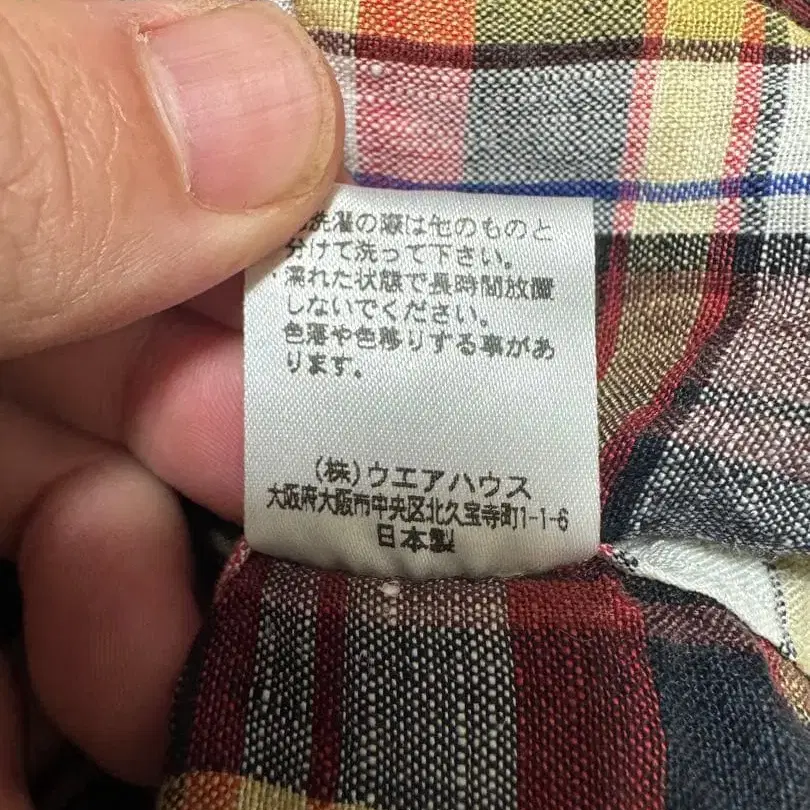 洗濯の際は他のものと
分けて洗って下さい。
・濡れた状態で長時間放置
しないでください。
色落や色移りする事があ
ります。
(株)ウエアハウス
大阪府大阪市中央区北久宝寺町1-1-6
日本製